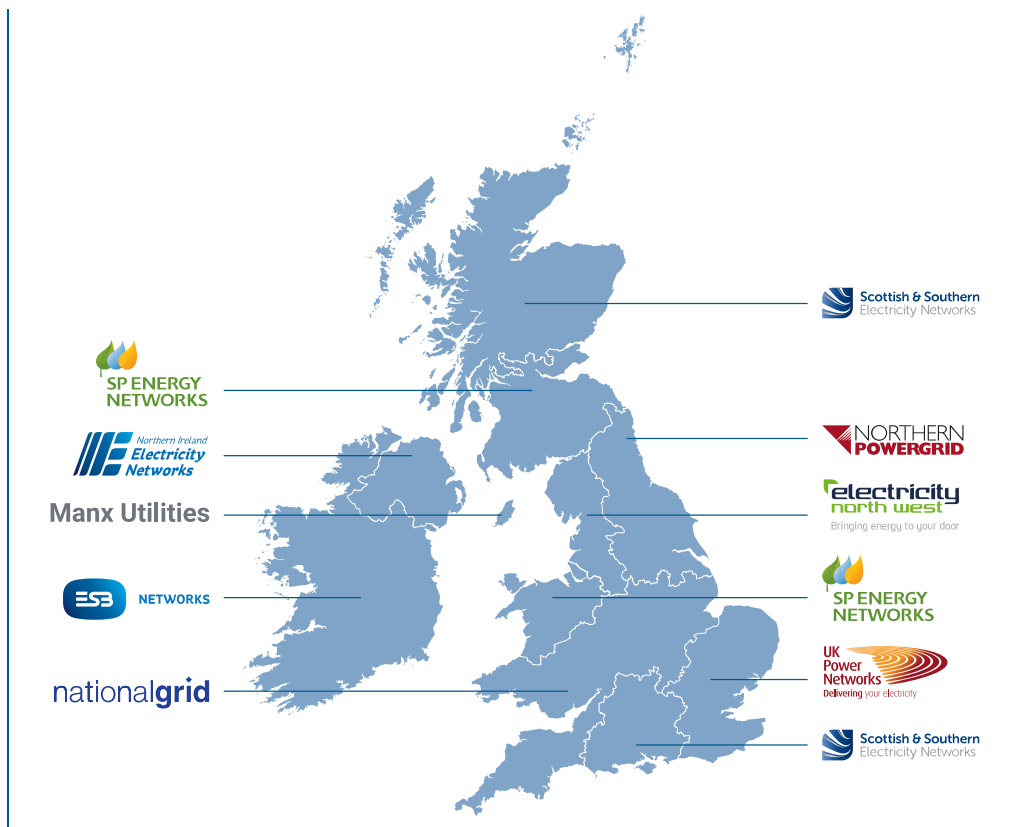 Scottish & Southern
Electricity Networks
SP ENERGY
NETWORKS
Northern Ireland
Electricity
Networks
NORTHERN
POWERGRID
Manx Utilities
electricity
north west
Bringing energy to your door
ESB NETWORKS
SP ENERGY
NETWORKS
UK
Power
Networks
Delivering your electricity
nationalgrid
Scottish & Southern
Electricity Networks